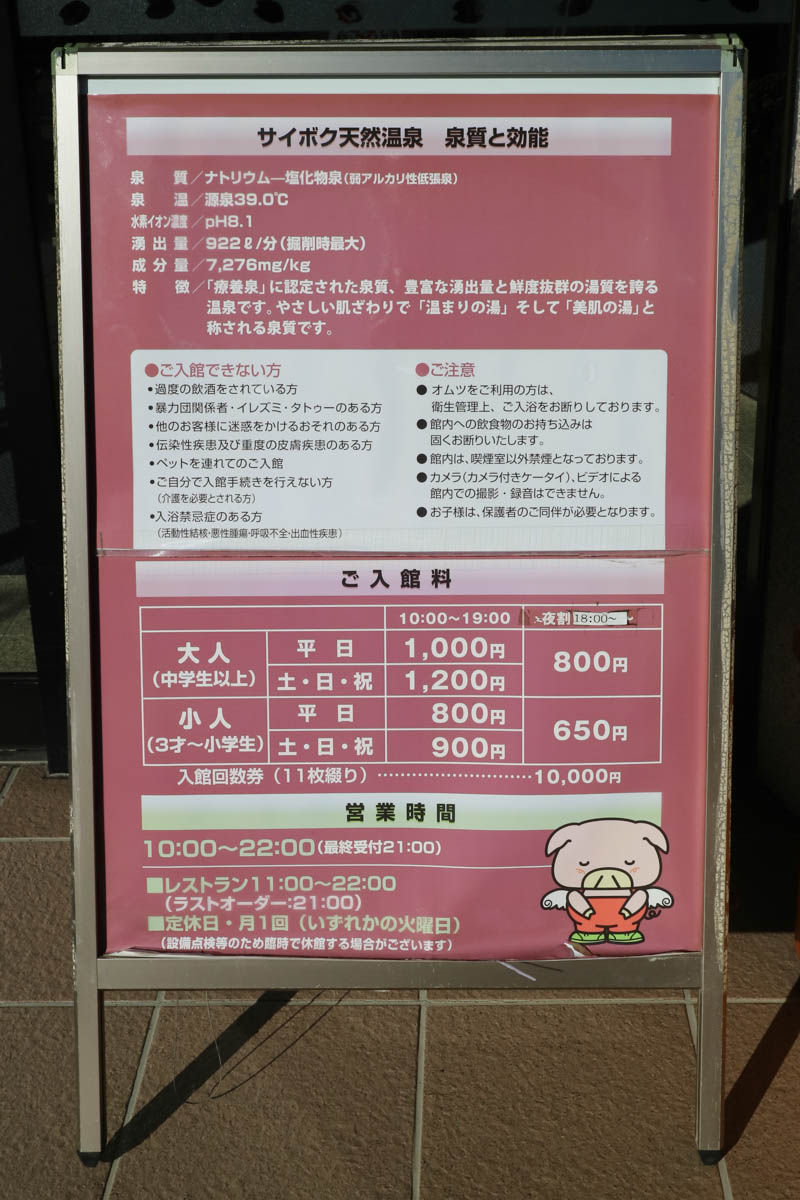 サイボク天然温泉 泉質と効能
泉質/ナトリウム―塩化物泉(弱アルカリ性低張泉)
泉温/源泉39.0℃
水素イオン濃度/pH8.1
湧出量/922ℓ/分(掘削時最大)
成分量/7,276mg/kg
特徴/「療養泉」に認定された泉質、豊富な湧出量と鮮度抜群の湯質を誇る
温泉です。やさしい肌ざわりで「温まりの湯」そして「美肌の湯」と
称される泉質です。
●ご入館できない方
•過度の飲酒をされている方
•暴力団関係者・イレズミ・タトゥーのある方
•他のお客様に迷惑をかけるおそれのある方
•伝染性疾患及び重度の皮膚疾患のある方
•ペットを連れてのご入館
•ご自分で入館手続きを行えない方
(介護を必要とされる方)
•入浴禁忌症のある方
(活動性結核・悪性腫瘍・呼吸不全・出血性疾患)
●ご注意
● オムツをご利用の方は、
衛生管理上、ご入浴をお断りしております。
● 館内への飲食物のお持ち込みは
固くお断りいたします。
● 館内は、喫煙室以外禁煙となっております。
● カメラ(カメラ付きケータイ)、ビデオによる
館内での撮影・録音はできません。
● お子様は、保護者のご同伴が必要となります。
ご入館料
10:00〜19:00 夜割 18:00~
大人 (中学生以上) 平日 1,000円 800円
土・日・祝 1,200円
小人 (3才〜小学生) 平日 800円 650円
土・日・祝 900円
入館回数券(11枚綴り)‥‥‥‥‥‥‥‥‥10,000円
営業時間
10:00〜22:00(最終受付21:00)
■レストラン11:00〜22:00
(ラストオーダー:21:00)
■定休日・月1回(いずれかの火曜日)
(設備点検等のため臨時で休館する場合がございます)